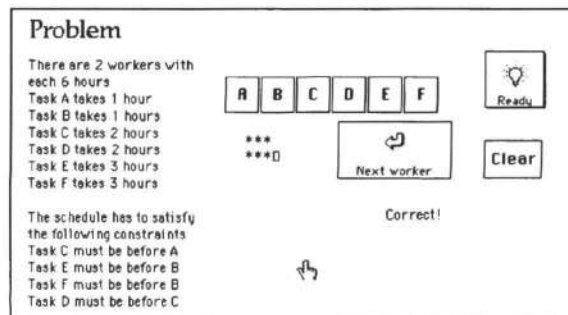 Problem
There are 2 workers with
each 6 hours
Task A takes 1 hour
Task B takes 1 hours
Task C takes 2 hours
Task D takes 2 hours
Task E takes 3 hours
Task F takes 3 hours
The schedule has to satisfy
the following constraints
Task C must be before A
Task E must be before B
Task F must be before B
Task D must be before C
A B C D E F
***
***▯
Next worker
Ready
Clear
Correct!